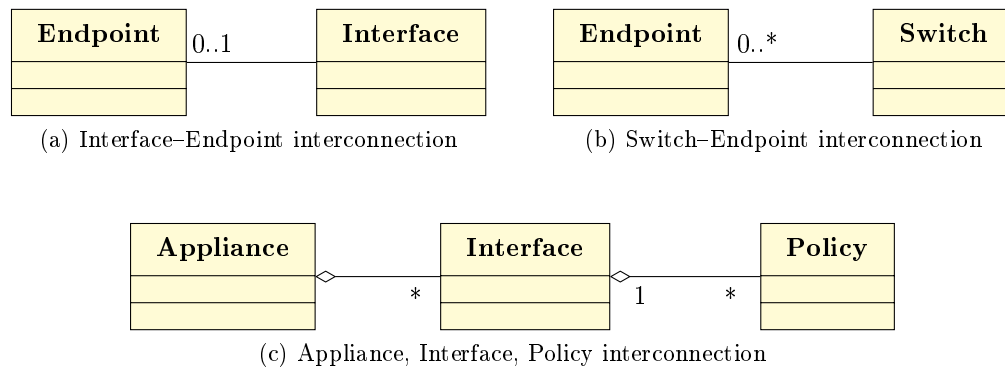 Endpoint 0..1 Interface
(a) Interface–Endpoint interconnection
Endpoint 0..* Switch
(b) Switch–Endpoint interconnection
Appliance * Interface 1 * Policy
(c) Appliance, Interface, Policy interconnection